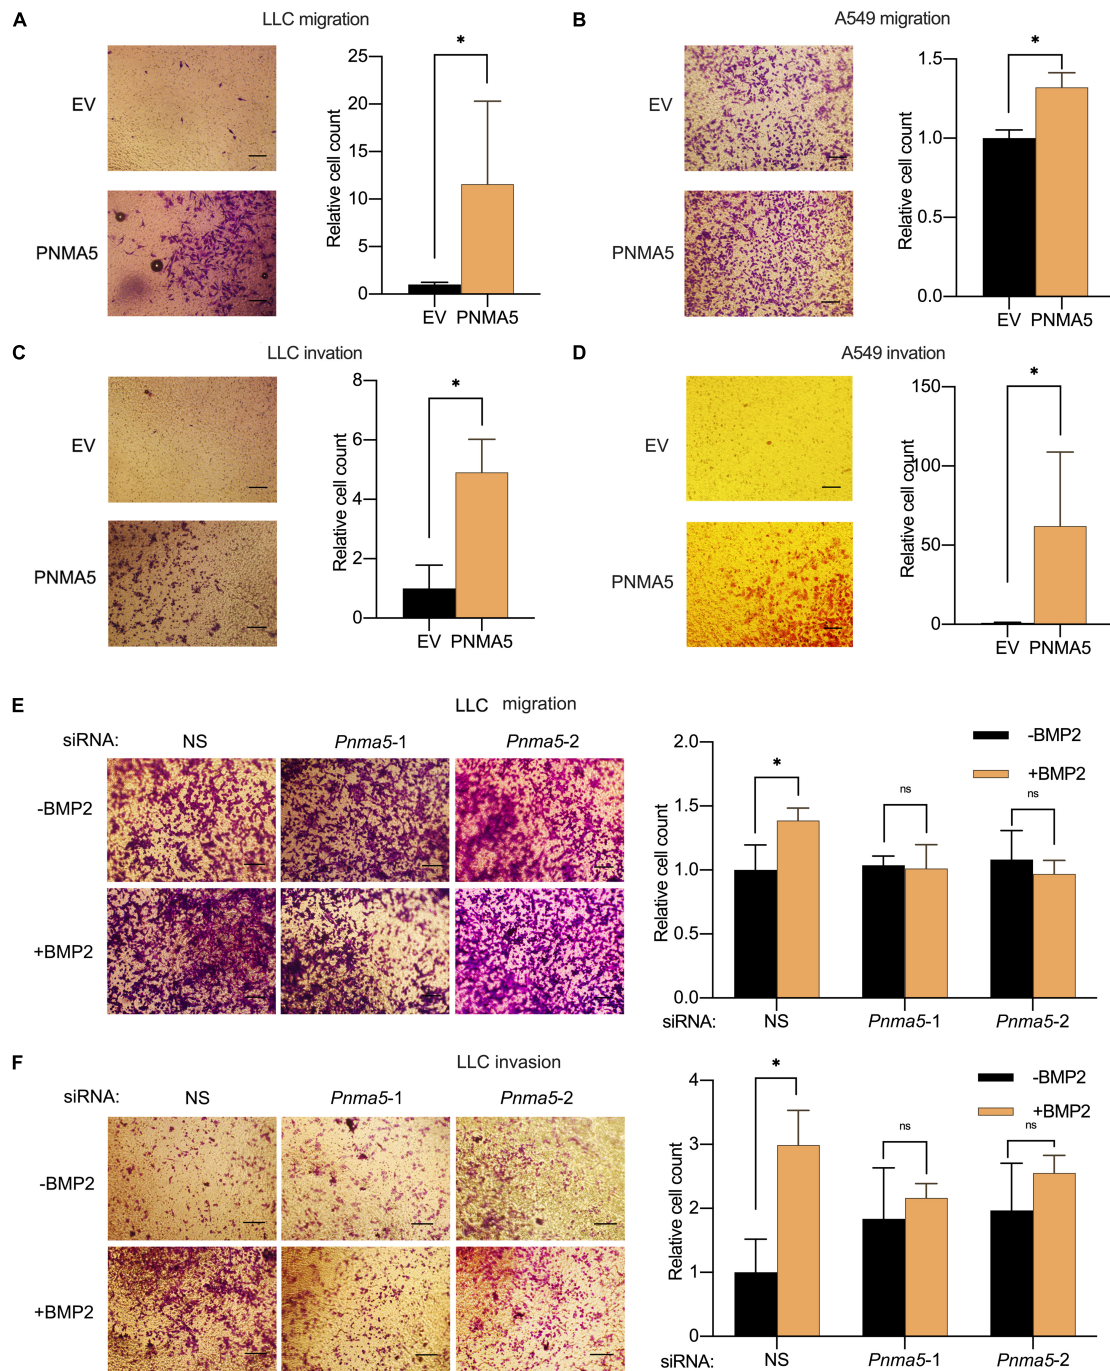 A
LLC migration
EV
PNMA5
Relative cell count
25
20
15
10
5
0
*
EV PNMA5
B
A549 migration
EV
PNMA5
Relative cell count
1.5
1.0
0.5
0.0
*
EV PNMA5
C
LLC invation
EV
PNMA5
Relative cell count
8
6
4
2
0
*
EV PNMA5
D
A549 invation
EV
PNMA5
Relative cell count
150
100
50
0
*
EV PNMA5
E
LLC migration
siRNA: NS Pnma5-1 Pnma5-2
-BMP2
+BMP2
Relative cell count
2.0
1.5
1.0
0.5
0.0
-BMP2
+BMP2
* ns ns
siRNA: NS Pnma5-1 Pnma5-2
F
LLC invasion
siRNA: NS Pnma5-1 Pnma5-2
-BMP2
+BMP2
Relative cell count
4
3
2
1
0
-BMP2
+BMP2
* ns ns
siRNA: NS Pnma5-1 Pnma5-2